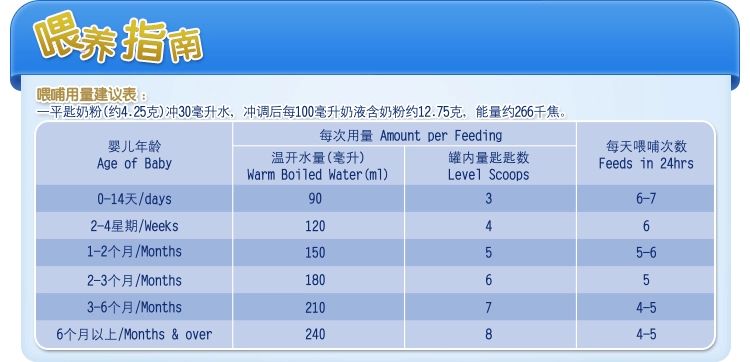 喂养指南
喂哺用量建议表：
一平匙奶粉(约4.25克)冲30毫升水，冲调后每100毫升奶液含奶粉约12.75克，能量约266千焦。
婴儿年龄 每次用量 Amount per Feeding 每天喂哺次数
Age of Baby 温开水量(毫升) 罐内量匙匙数 Feeds in 24hrs
Warm Boiled Water(ml) Level Scoops
0-14天/days 90 3 6-7
2-4星期/Weeks 120 4 6
1-2个月/Months 150 5 5-6
2-3个月/Months 180 6 5
3-6个月/Months 210 7 4-5
6个月以上/Months & over 240 8 4-5